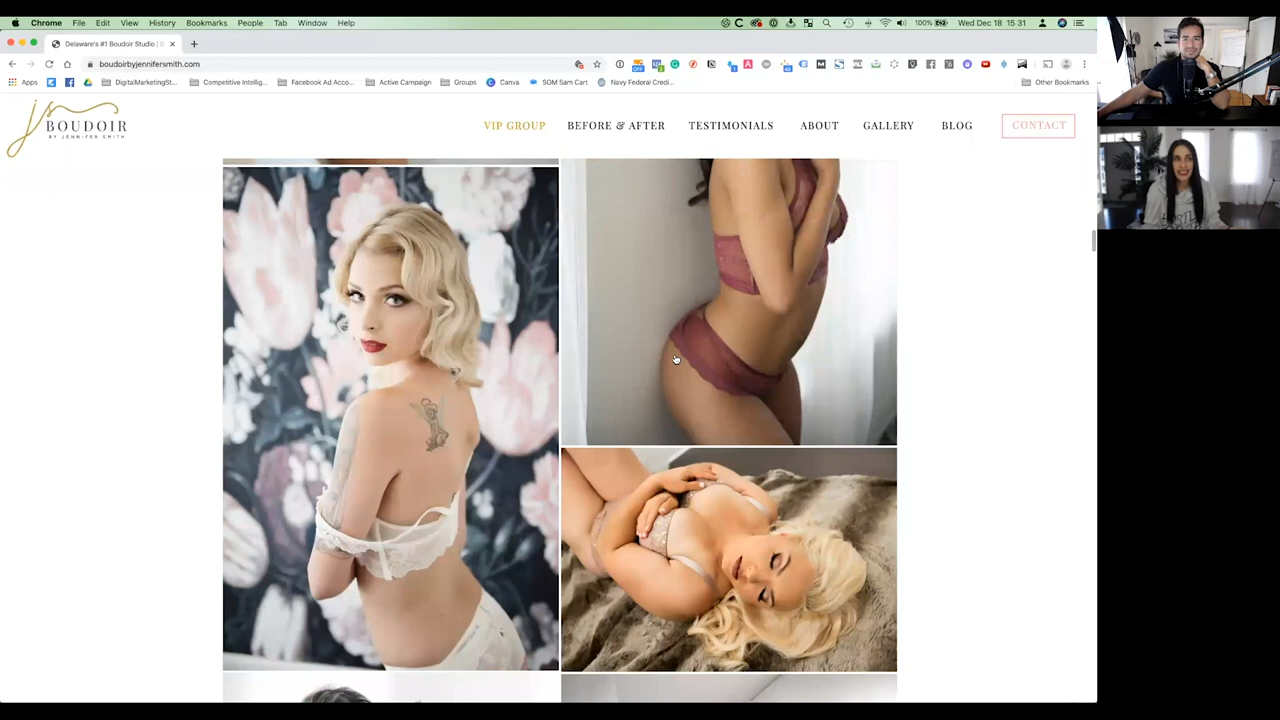 Chrome File Edit View History Bookmarks People Tab Window Help 100% Wed Dec 18 15 31
Delaware's #1 Boudoir Studio |
boudoirbyjennifersmith.com
Apps DigitalMarketingSt... Competitive Intellig... Facebook Ad Acco... Active Campaign Groups Canva SOM Sam Cart Navy Federal Credi... Other Bookmarks
js BOUDOIR
BY JENNIFER SMITH
VIP GROUP BEFORE & AFTER TESTIMONIALS ABOUT GALLERY BLOG CONTACT